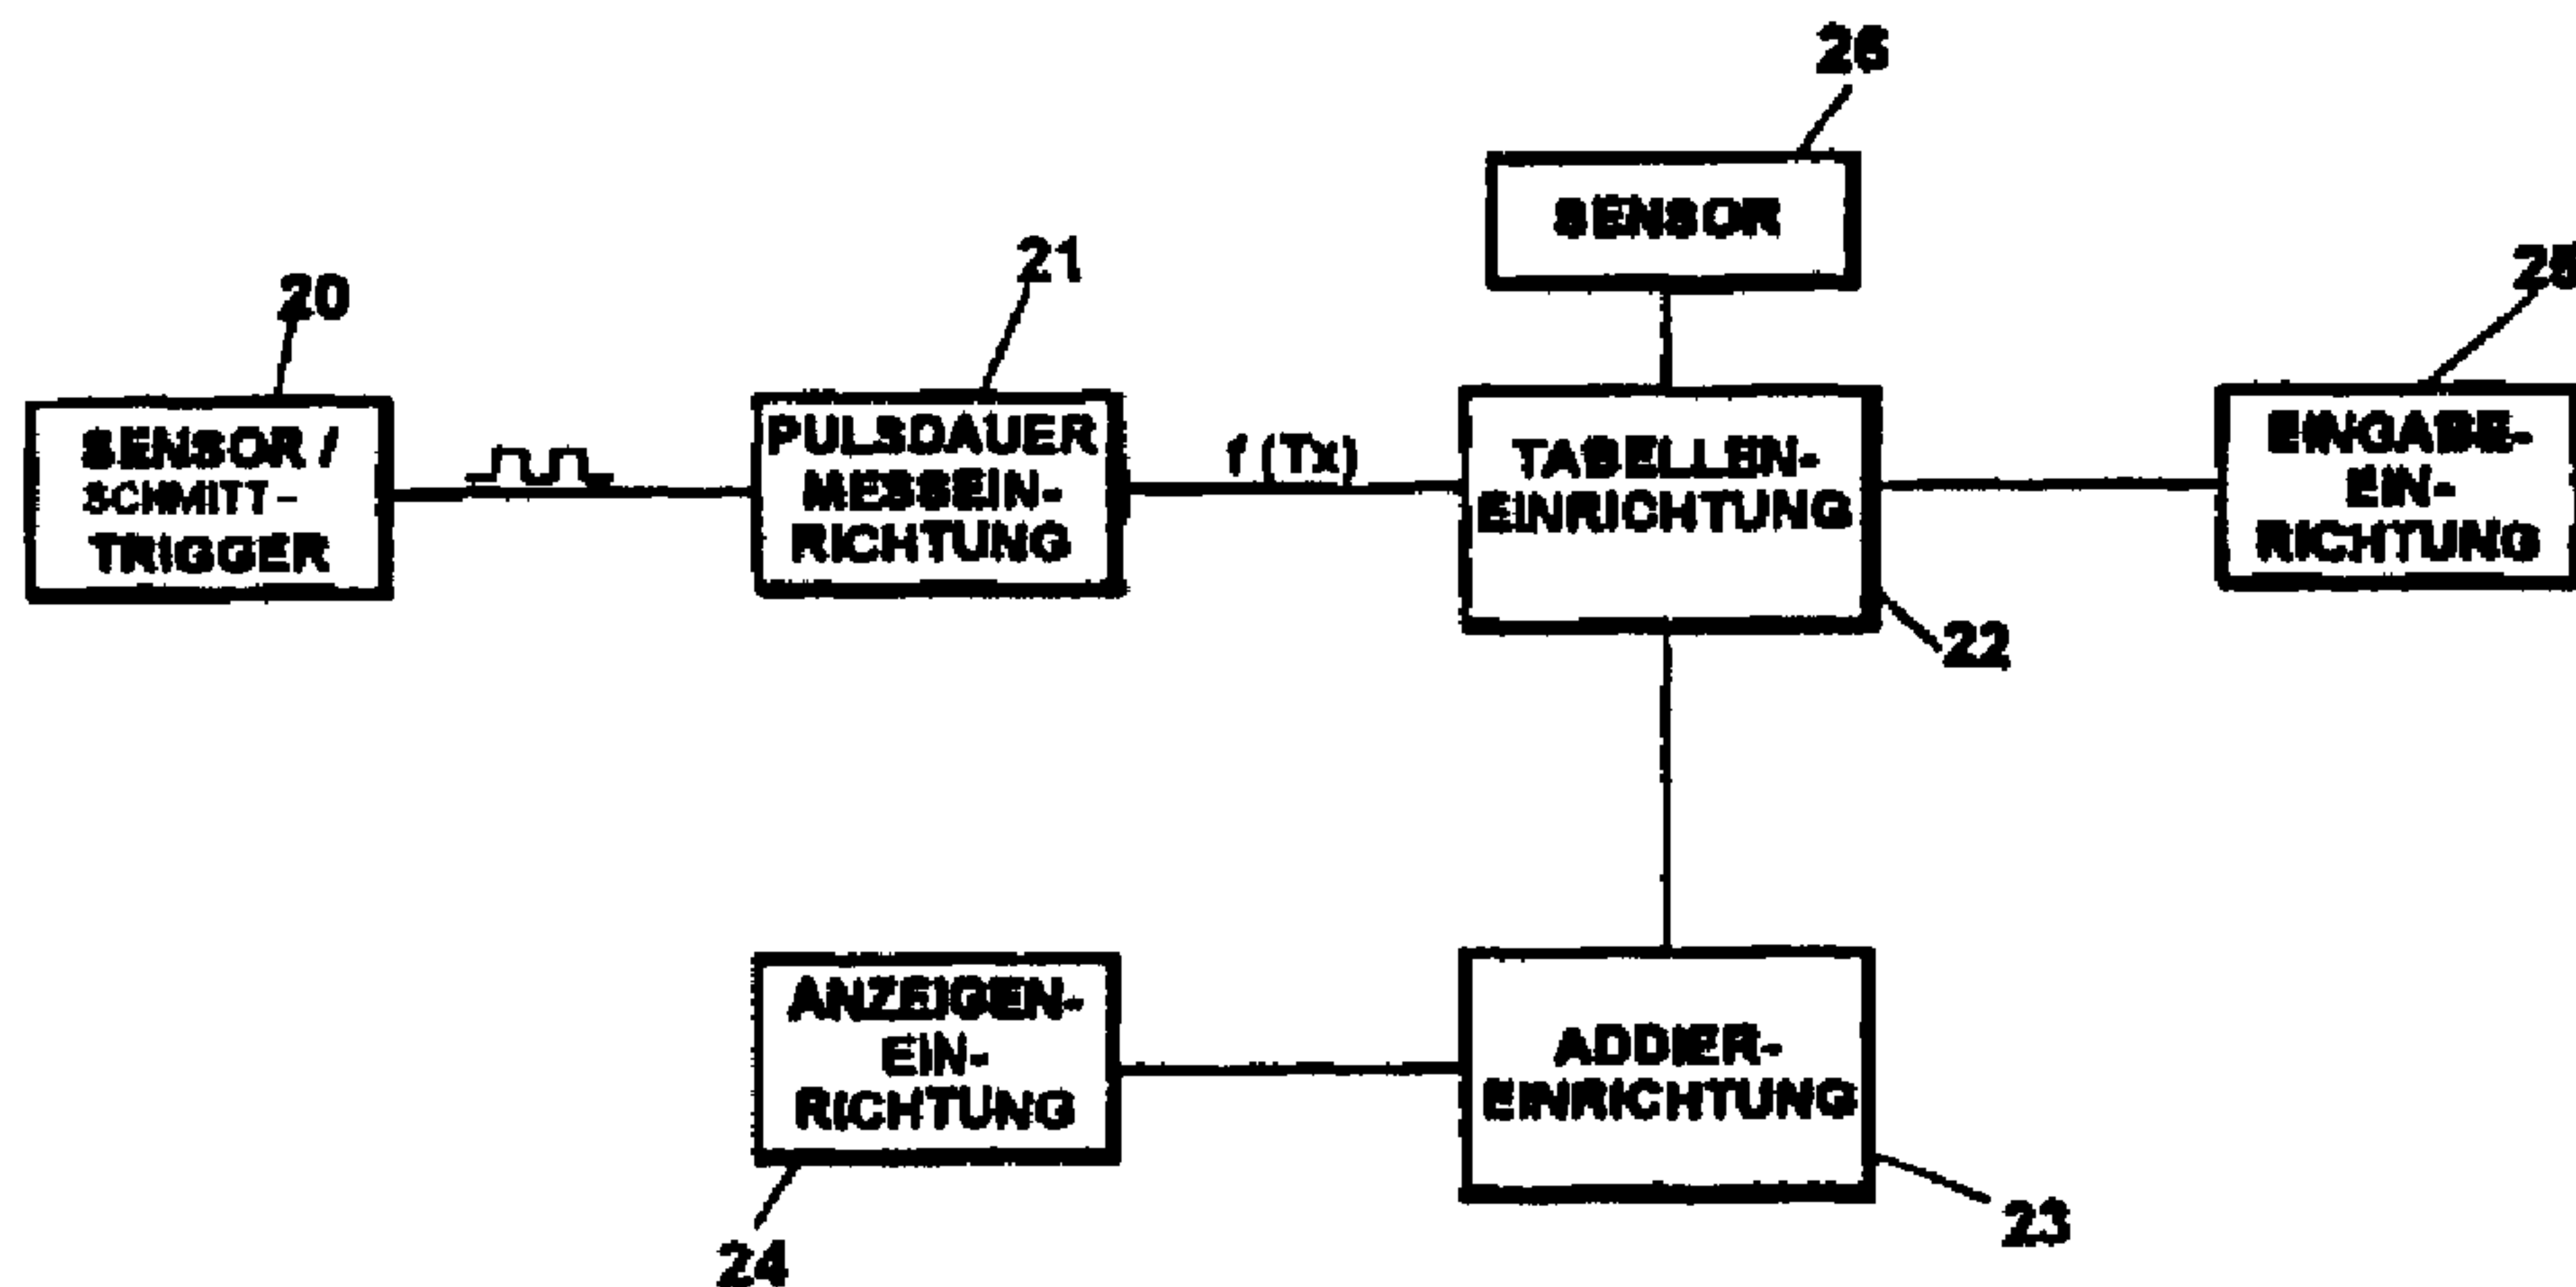 26
SENSOR
21
25
20
SENSOR /
SCHMITT-
TRIGGER
PULSDAUER
MESSEIN-
RICHTUNG
f (Tx)
TABELLEN-
EINRICHTUNG
EINGABE-
EIN-
RICHTUNG
22
ANZEIGEN-
EIN-
RICHTUNG
ADDIER-
EINRICHTUNG
24
23